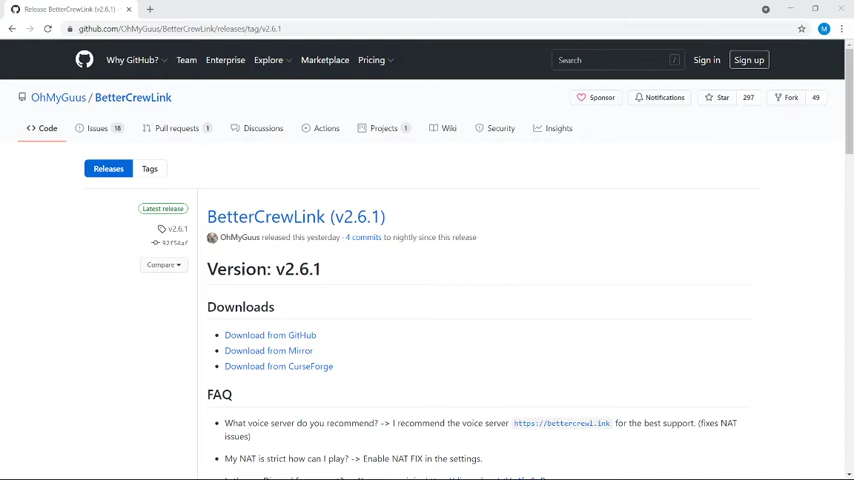 Release BetterCrewLink (v2.6.1)
github.com/OhMyGuus/BetterCrewLink/releases/tag/v2.6.1
M
Why GitHub? Team Enterprise Explore Marketplace Pricing Search / Sign in Sign up
OhMyGuus / BetterCrewLink Sponsor Notifications Star 297 Fork 49
Code Issues 18 Pull requests 1 Discussions Actions Projects 1 Wiki Security Insights
Releases Tags
Latest release
v2.6.1
92f54af
Compare
BetterCrewLink (v2.6.1)
OhMyGuus released this yesterday · 4 commits to nightly since this release
Version: v2.6.1
Downloads
Download from GitHub
Download from Mirror
Download from CurseForge
FAQ
What voice server do you recommend? -> I recommend the voice server https://bettercrewl.ink for the best support. (fixes NAT
issues)
My NAT is strict how can I play? -> Enable NAT FIX in the settings.